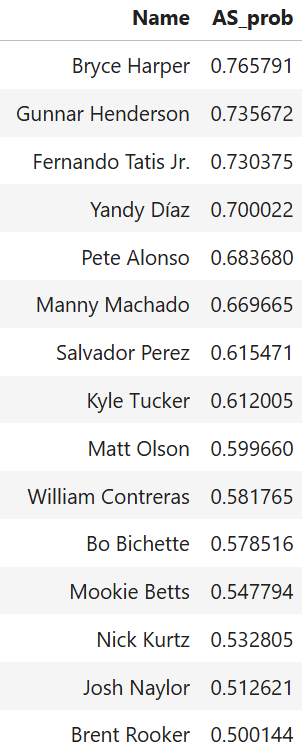 Name AS_prob
Bryce Harper 0.765791
Gunnar Henderson 0.735672
Fernando Tatis Jr. 0.730375
Yandy Díaz 0.700022
Pete Alonso 0.683680
Manny Machado 0.669665
Salvador Perez 0.615471
Kyle Tucker 0.612005
Matt Olson 0.599660
William Contreras 0.581765
Bo Bichette 0.578516
Mookie Betts 0.547794
Nick Kurtz 0.532805
Josh Naylor 0.512621
Brent Rooker 0.500144